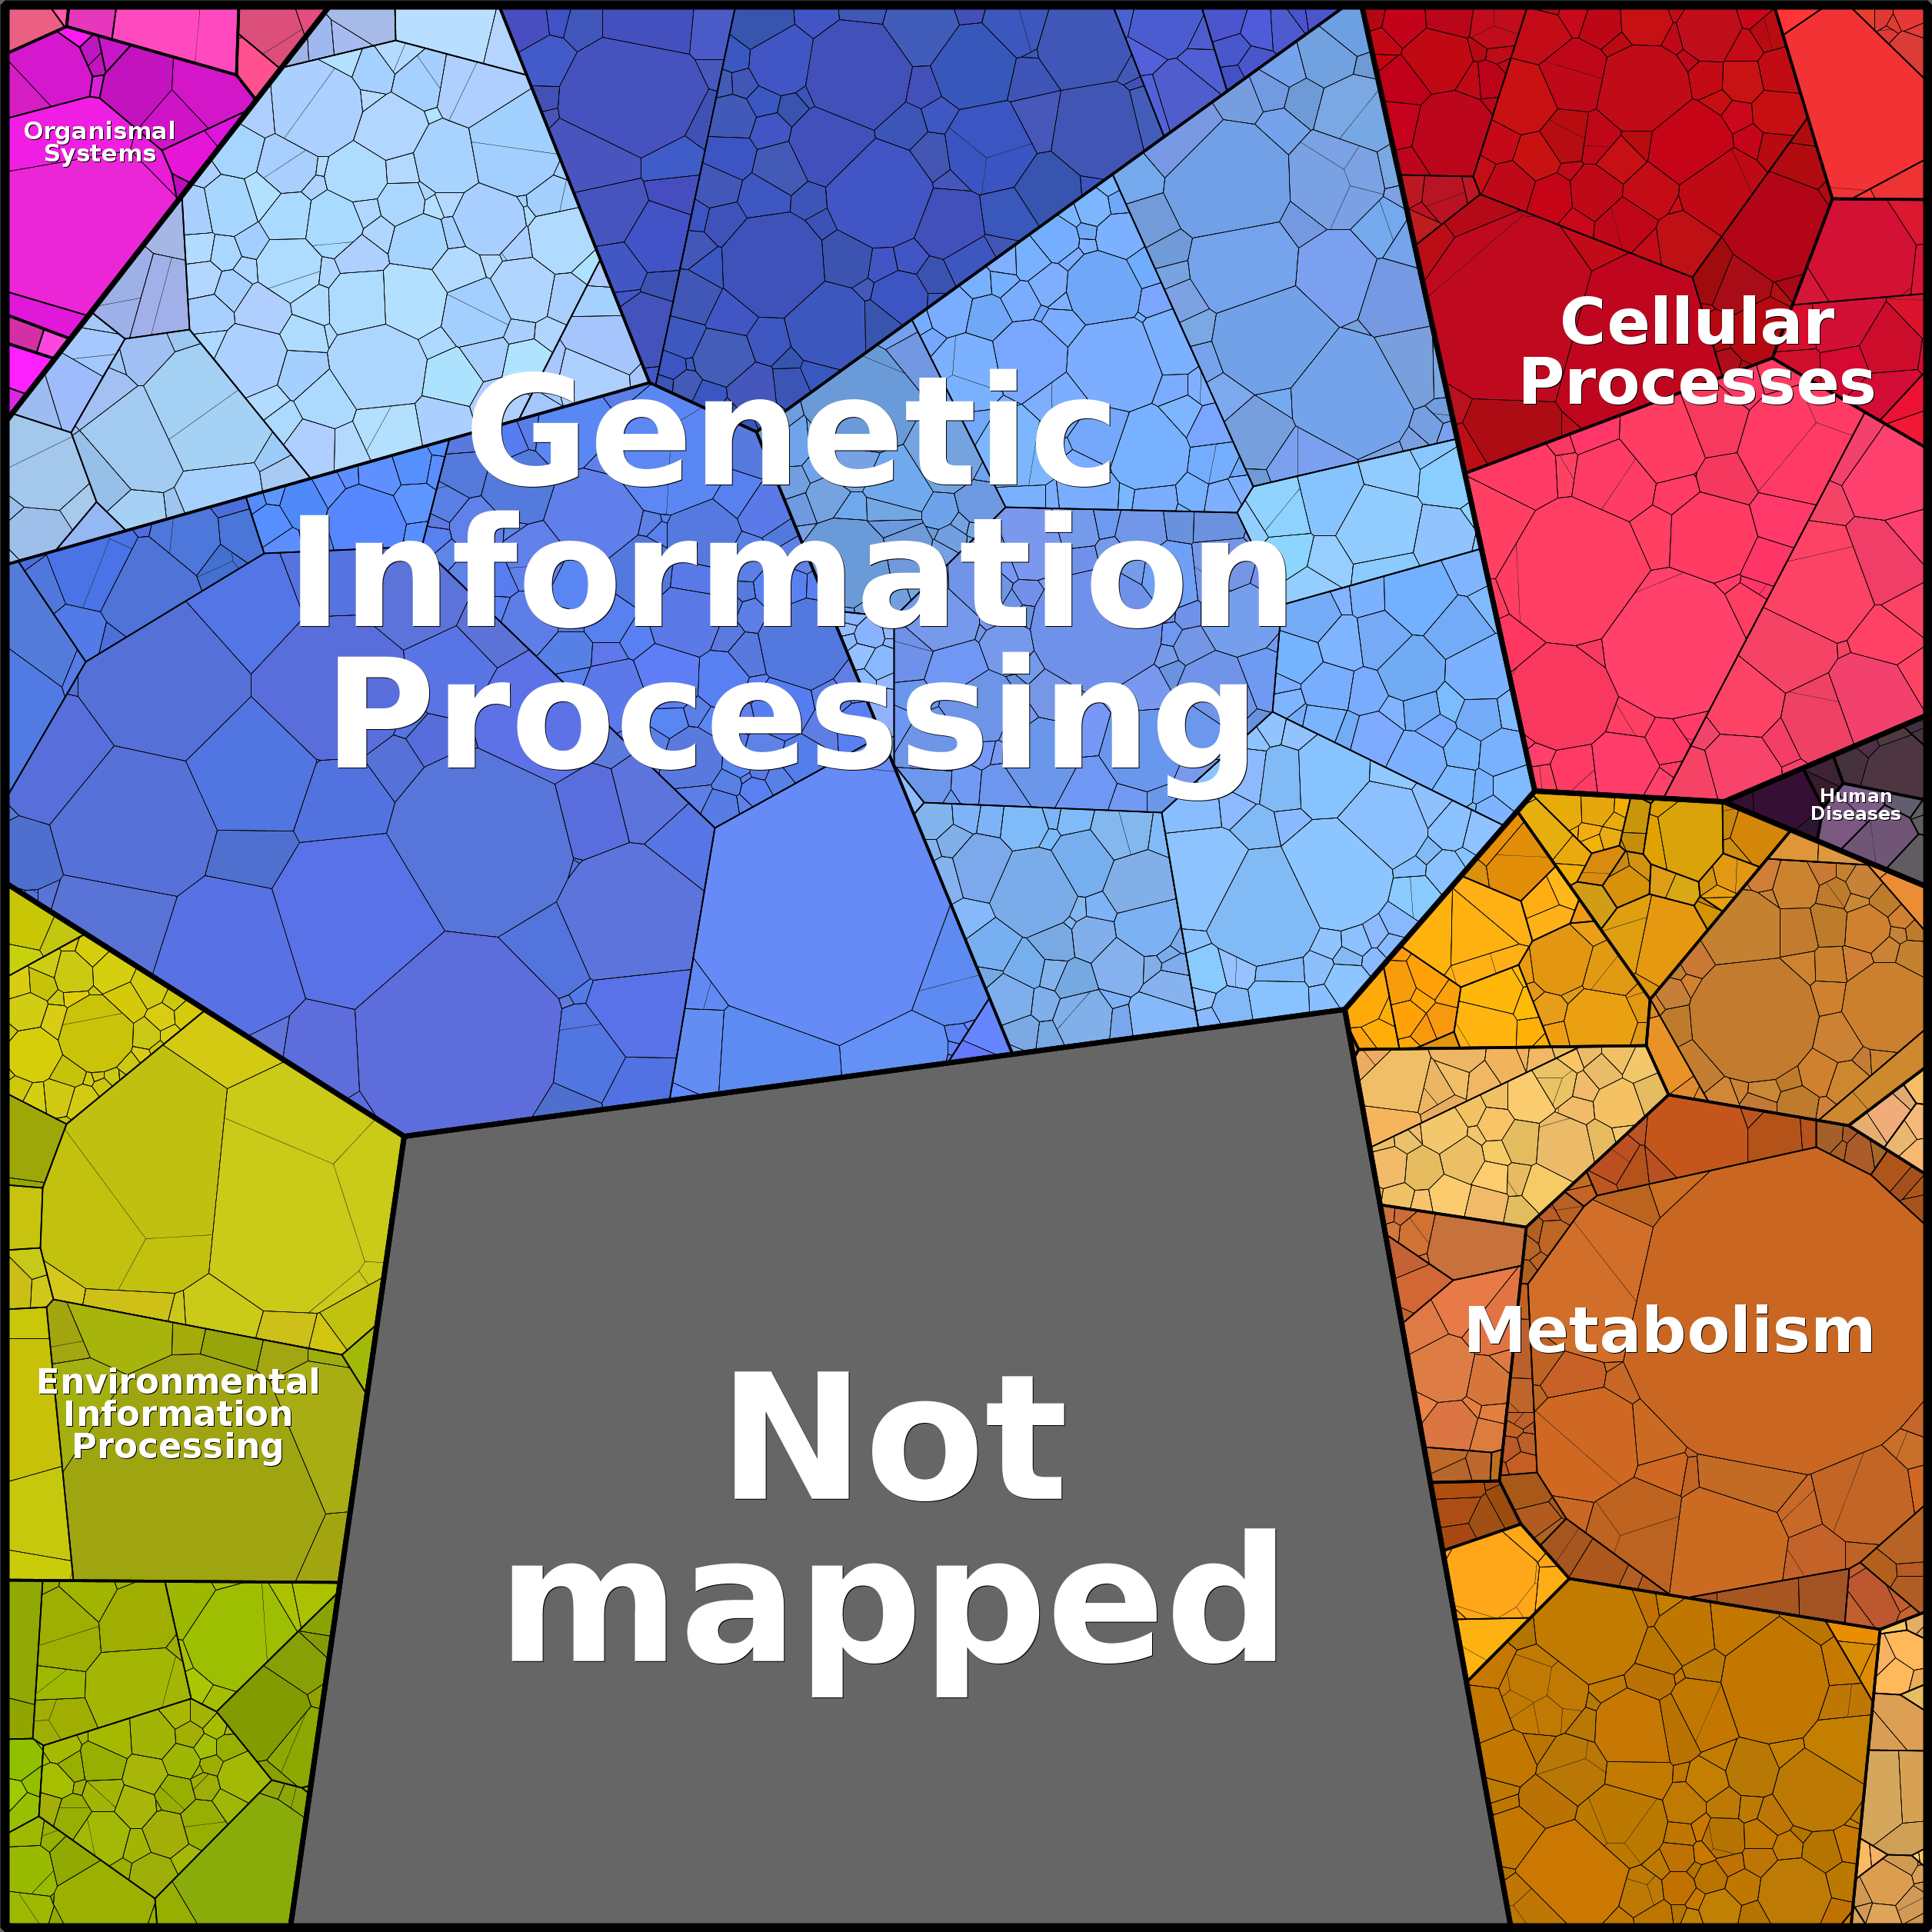 Organismal
Systems
Genetic
Information
Processing
Cellular
Processes
Human
Diseases
Environmental
Information
Processing
Metabolism
Not
mapped